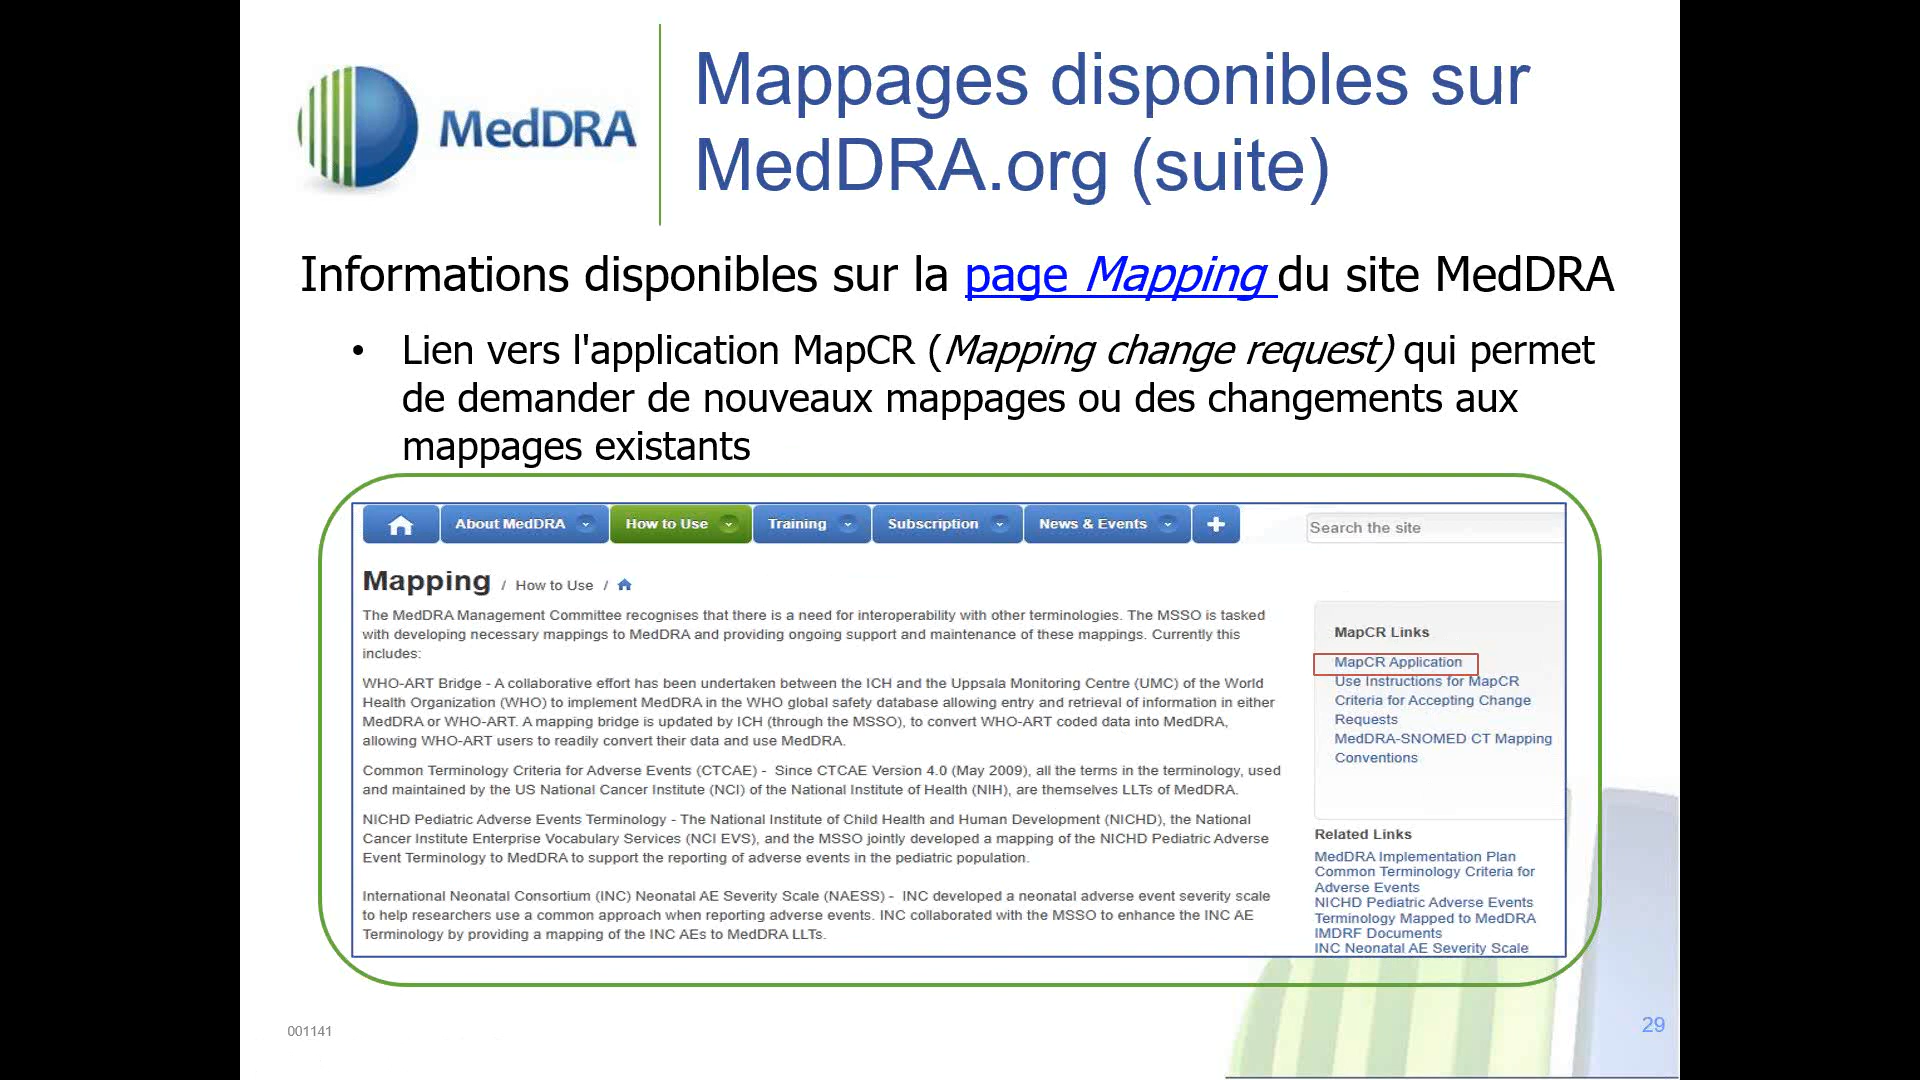 MedDRA
Mappages disponibles sur
MedDRA.org (suite)
Informations disponibles sur la page Mapping du site MedDRA
• Lien vers l'application MapCR (Mapping change request) qui permet
de demander de nouveaux mappages ou des changements aux
mappages existants
About MedDRA
How to Use
Training
Subscription
News & Events
Search the site
Mapping / How to Use /
The MedDRA Management Committee recognises that there is a need for interoperability with other terminologies. The MSSO is tasked
with developing necessary mappings to MedDRA and providing ongoing support and maintenance of these mappings. Currently this
includes:
WHO-ART Bridge - A collaborative effort has been undertaken between the ICH and the Uppsala Monitoring Centre (UMC) of the World
Health Organization (WHO) to implement MedDRA in the WHO global safety database allowing entry and retrieval of information in either
MedDRA or WHO-ART. A mapping bridge is updated by ICH (through the MSSO), to convert WHO-ART coded data into MedDRA,
allowing WHO-ART users to readily convert their data and use MedDRA.
Common Terminology Criteria for Adverse Events (CTCAE) - Since CTCAE Version 4.0 (May 2009), all the terms in the terminology, used
and maintained by the US National Cancer Institute (NCI) of the National Institute of Health (NIH), are themselves LLTs of MedDRA.
NICHD Pediatric Adverse Events Terminology - The National Institute of Child Health and Human Development (NICHD), the National
Cancer Institute Enterprise Vocabulary Services (NCI EVS), and the MSSO jointly developed a mapping of the NICHD Pediatric Adverse
Event Terminology to MedDRA to support the reporting of adverse events in the pediatric population.
International Neonatal Consortium (INC) Neonatal AE Severity Scale (NAESS) - INC developed a neonatal adverse event severity scale
to help researchers use a common approach when reporting adverse events. INC collaborated with the MSSO to enhance the INC AE
Terminology by providing a mapping of the INC AEs to MedDRA LLTs.
MapCR Links
MapCR Application
Use Instructions for MapCR
Criteria for Accepting Change
Requests
MedDRA-SNOMED CT Mapping
Conventions
Related Links
MedDRA Implementation Plan
Common Terminology Criteria for
Adverse Events
NICHD Pediatric Adverse Events
Terminology Mapped to MedDRA
IMDRF Documents
INC Neonatal AE Severity Scale
001141
29